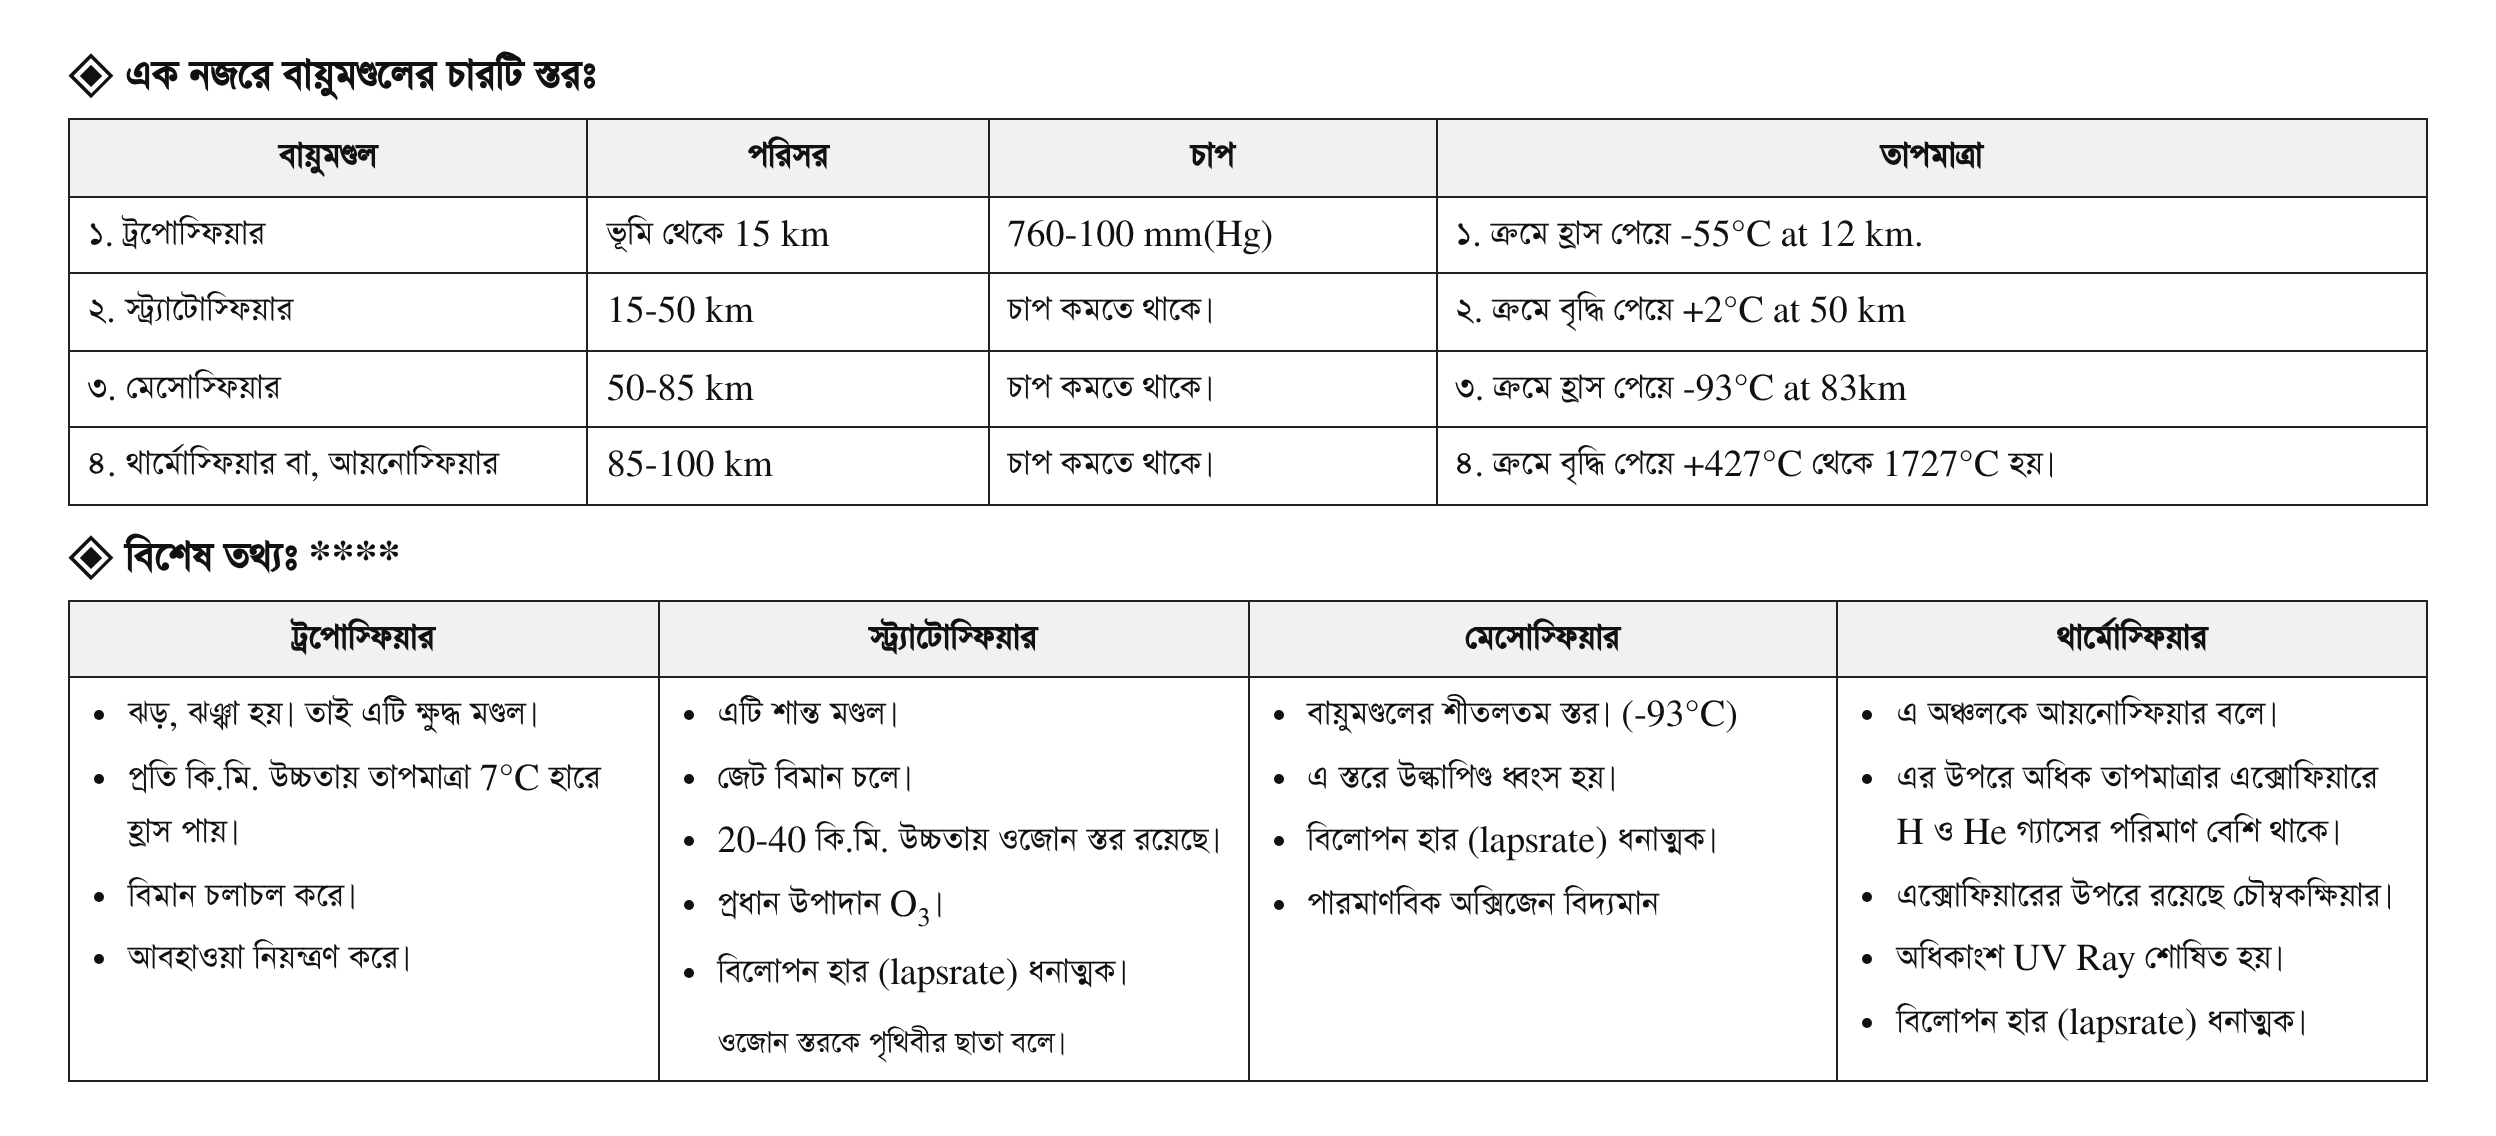 ◈ এক নজরে বায়ুমণ্ডলের চারটি স্তরঃ
বায়ুমণ্ডল পরিসর চাপ তাপমাত্রা
১. ট্রপোস্ফিয়ার ভূমি থেকে 15 km 760-100 mm(Hg) ১. ক্রমে হ্রাস পেয়ে -55°C at 12 km.
২. স্ট্র্যাটোস্ফিয়ার 15-50 km চাপ কমতে থাকে। ২. ক্রমে বৃদ্ধি পেয়ে +2°C at 50 km
৩. মেসোস্ফিয়ার 50-85 km চাপ কমতে থাকে। ৩. ক্রমে হ্রাস পেয়ে -93°C at 83km
৪. থার্মোস্ফিয়ার বা, আয়নোস্ফিয়ার 85-100 km চাপ কমতে থাকে। ৪. ক্রমে বৃদ্ধি পেয়ে +427°C থেকে 1727°C হয়।
◈ বিশেষ তথ্যঃ ****
ট্রপোস্ফিয়ার স্ট্র্যাটোস্ফিয়ার মেসোস্ফিয়ার থার্মোস্ফিয়ার
• ঝড়, ঝঞ্ঝা হয়। তাই এটি ক্ষুদ্ধ মণ্ডল।
• প্রতি কি.মি. উচ্চতায় তাপমাত্রা 7°C হারে
হ্রাস পায়।
• বিমান চলাচল করে।
• আবহাওয়া নিয়ন্ত্রণ করে।
• এটি শান্ত মণ্ডল।
• জেট বিমান চলে।
• 20-40 কি.মি. উচ্চতায় ওজোন স্তর রয়েছে।
• প্রধান উপাদান O₃।
• বিলোপন হার (lapsrate) ধনাত্মক।
ওজোন স্তরকে পৃথিবীর ছাতা বলে।
• বায়ুমণ্ডলের শীতলতম স্তর। (-93°C)
• এ স্তরে উল্কাপিণ্ড ধ্বংস হয়।
• বিলোপন হার (lapsrate) ধনাত্মক।
• পারমাণবিক অক্সিজেন বিদ্যমান
• এ অঞ্চলকে আয়নোস্ফিয়ার বলে।
• এর উপরে অধিক তাপমাত্রার এক্সোফিয়ারে
H ও He গ্যাসের পরিমাণ বেশি থাকে।
• এক্সোফিয়ারের উপরে রয়েছে চৌম্বকক্ষিয়ার।
• অধিকাংশ UV Ray শোষিত হয়।
• বিলোপন হার (lapsrate) ধনাত্মক।